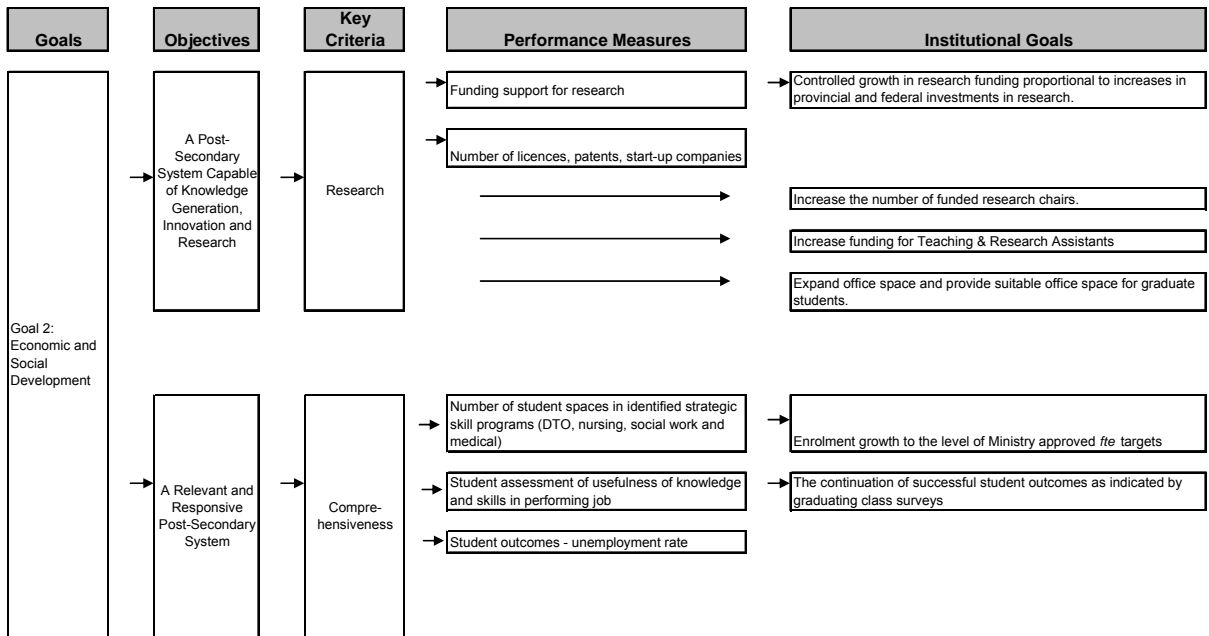 Goals
Objectives
Key
Criteria
Performance Measures
Institutional Goals
Goal 2:
Economic and
Social
Development
A Post-
Secondary
System Capable
of Knowledge
Generation,
Innovation and
Research
Research
Funding support for research
Controlled growth in research funding proportional to increases in
provincial and federal investments in research.
Number of licences, patents, start-up companies
Increase the number of funded research chairs.
Increase funding for Teaching & Research Assistants
Expand office space and provide suitable office space for graduate
students.
A Relevant and
Responsive
Post-Secondary
System
Compre-
hensiveness
Number of student spaces in identified strategic
skill programs (DTO, nursing, social work and
medical)
Enrolment growth to the level of Ministry approved fte targets
Student assessment of usefulness of knowledge
and skills in performing job
The continuation of successful student outcomes as indicated by
graduating class surveys
Student outcomes - unemployment rate